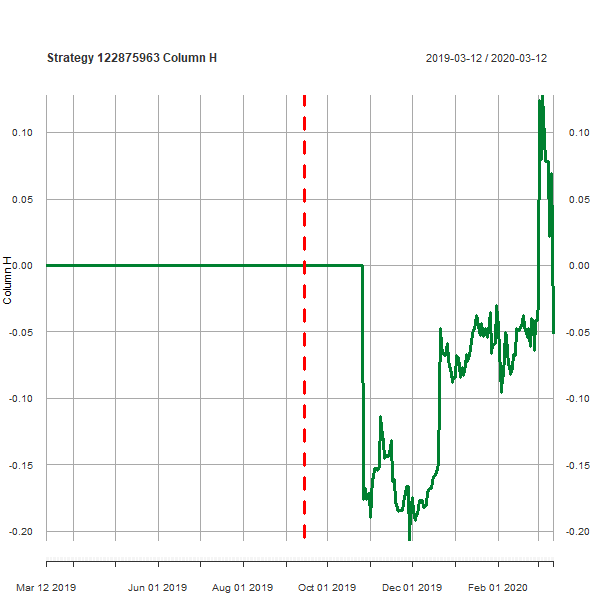 Strategy 122875963 Column H 2019-03-12 / 2020-03-12
0.10 0.10
0.05 0.05
0.00 0.00
Column H
-0.05 -0.05
-0.10 -0.10
-0.15 -0.15
-0.20 -0.20
Mar 12 2019 Jun 01 2019 Aug 01 2019 Oct 01 2019 Dec 01 2019 Feb 01 2020